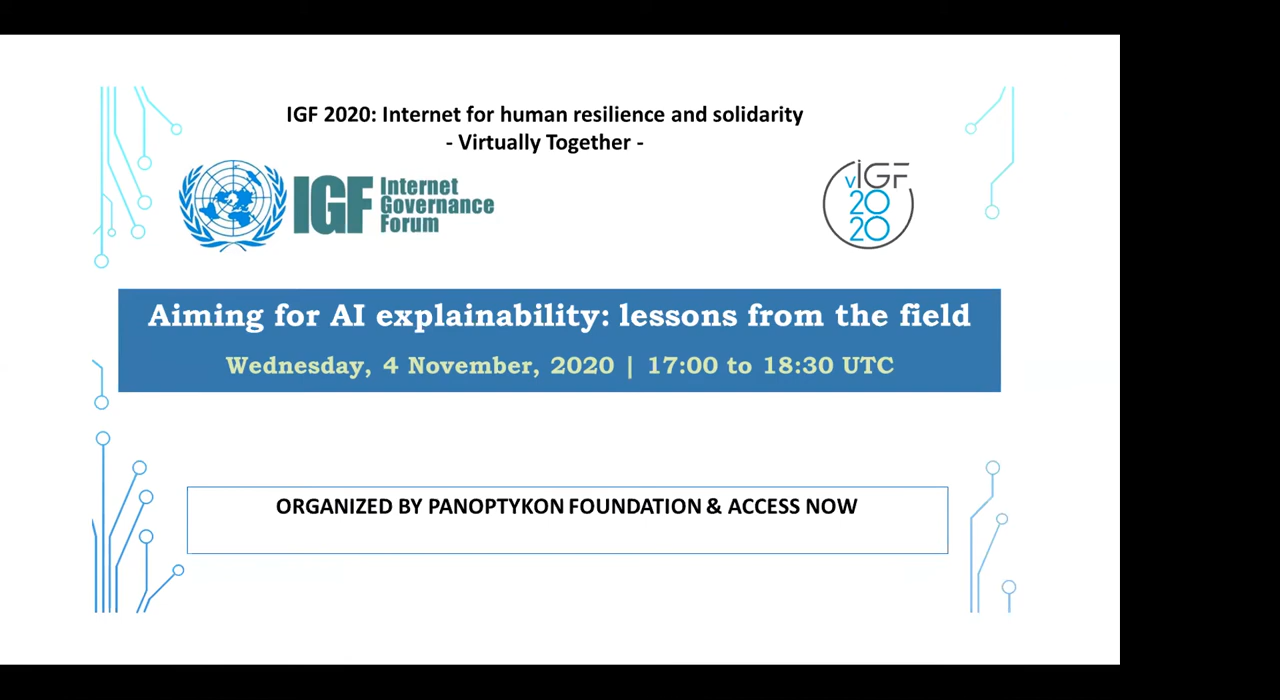 IGF 2020: Internet for human resilience and solidarity
- Virtually Together -
IGF Internet
Governance
Forum
vIGF
20
20
Aiming for AI explainability: lessons from the field
Wednesday, 4 November, 2020 | 17:00 to 18:30 UTC
ORGANIZED BY PANOPTYKON FOUNDATION & ACCESS NOW